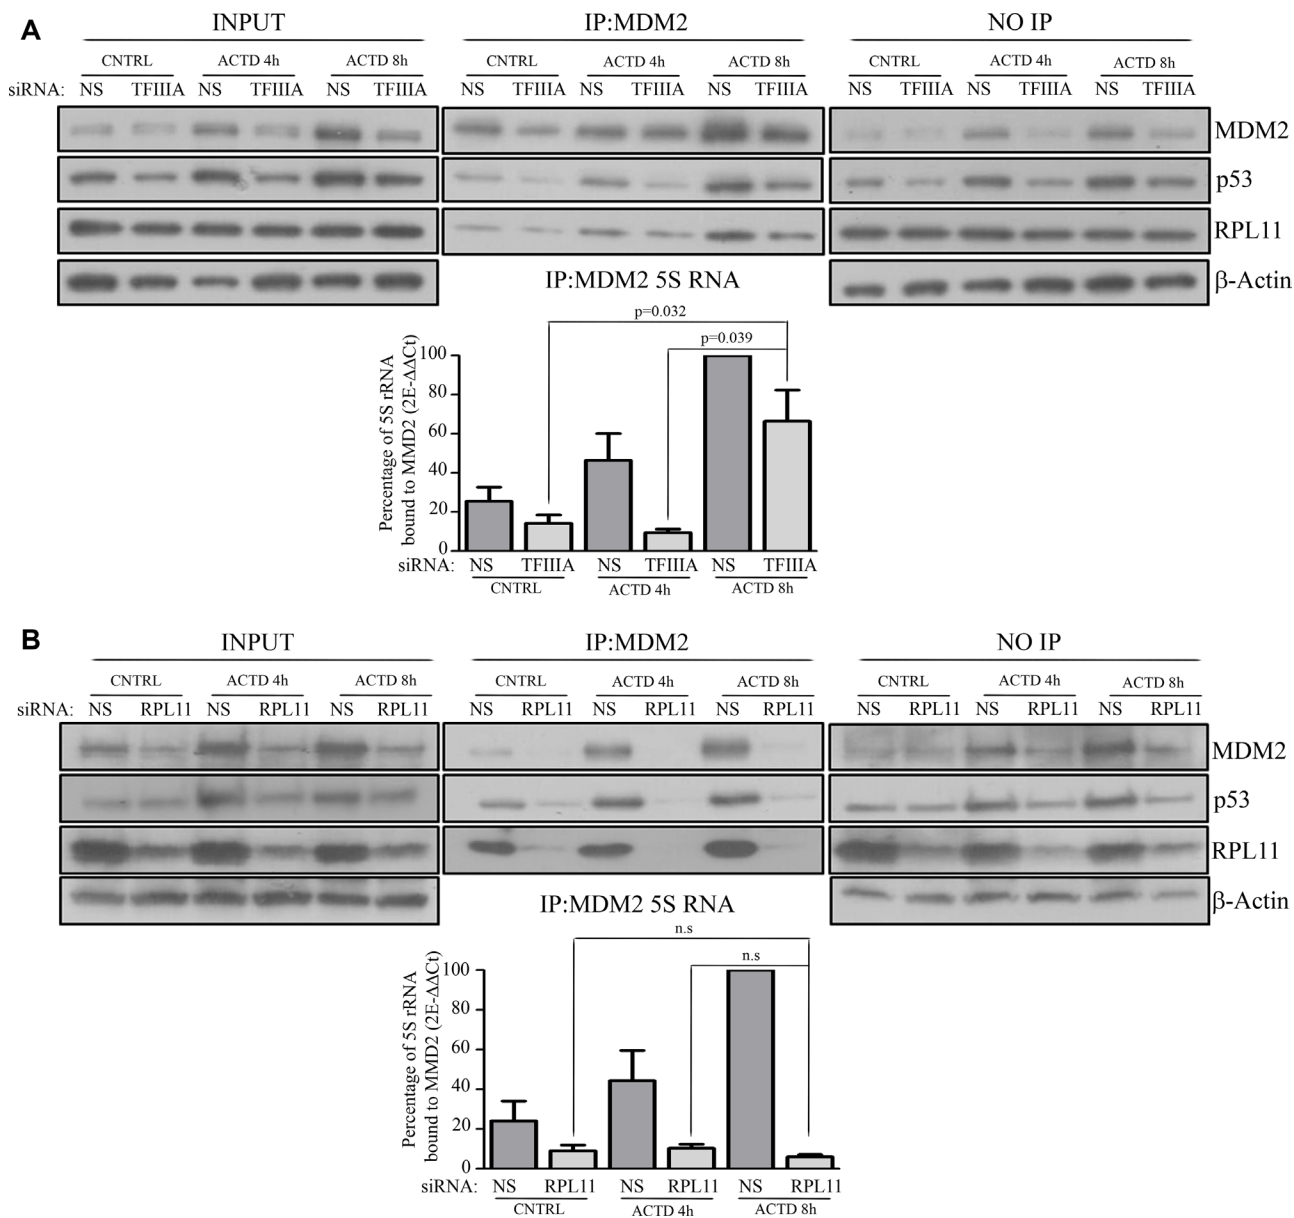 A
INPUT
IP:MDM2
NO IP
CNTRL ACTD 4h ACTD 8h
CNTRL ACTD 4h ACTD 8h
CNTRL ACTD 4h ACTD 8h
siRNA: NS TFIIIA NS TFIIIA NS TFIIIA
NS TFIIIA NS TFIIIA NS TFIIIA
NS TFIIIA NS TFIIIA NS TFIIIA
MDM2
p53
RPL11
β-Actin
IP:MDM2 5S RNA
p=0.032
p=0.039
Percentage of 5S rRNA
bound to MMD2 (2E-ΔΔCt)
100
80
60
40
20
0
siRNA: NS TFIIIA NS TFIIIA NS TFIIIA
CNTRL ACTD 4h ACTD 8h
B
INPUT
IP:MDM2
NO IP
CNTRL ACTD 4h ACTD 8h
CNTRL ACTD 4h ACTD 8h
CNTRL ACTD 4h ACTD 8h
siRNA: NS RPL11 NS RPL11 NS RPL11
NS RPL11 NS RPL11 NS RPL11
NS RPL11 NS RPL11 NS RPL11
MDM2
p53
RPL11
β-Actin
IP:MDM2 5S RNA
n.s
n.s
Percentage of 5S rRNA
bound to MMD2 (2E-ΔΔCt)
100
80
60
40
20
0
siRNA: NS RPL11 NS RPL11 NS RPL11
CNTRL ACTD 4h ACTD 8h